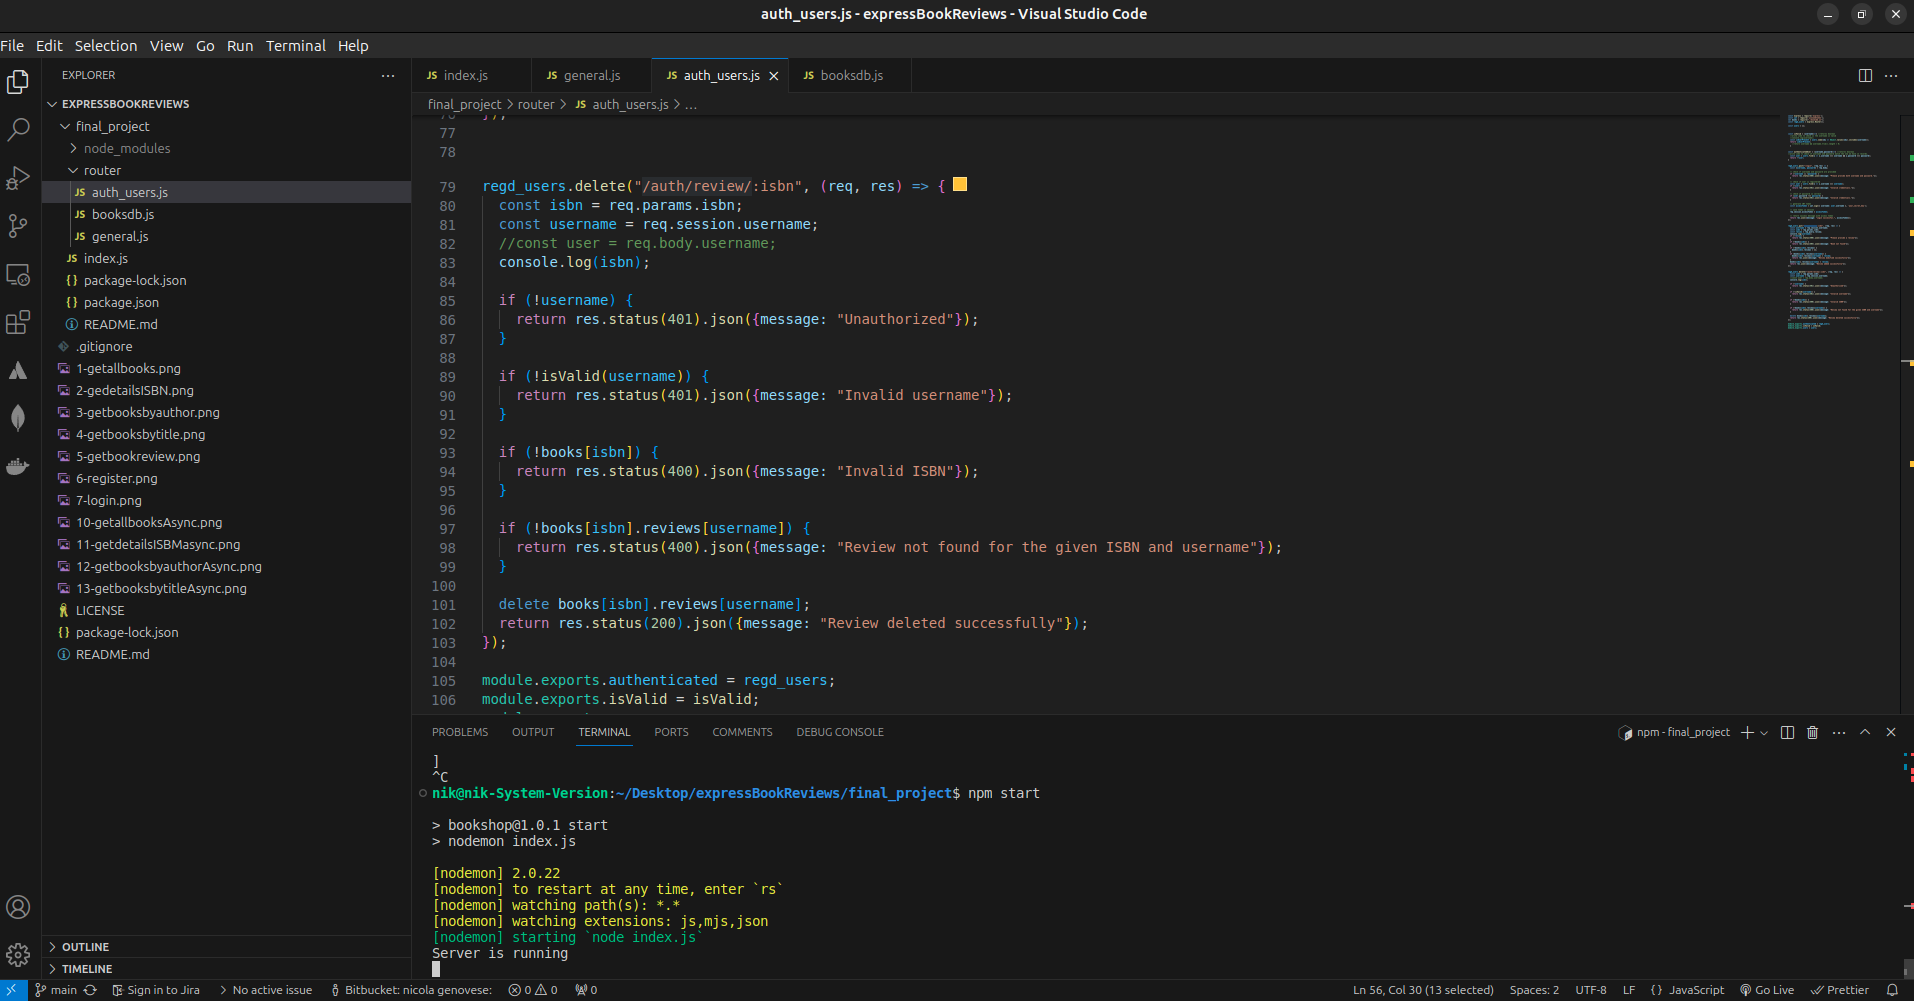 auth_users.js - expressBookReviews - Visual Studio Code
File Edit Selection View Go Run Terminal Help
EXPLORER
EXPRESSBOOKREVIEWS
final_project
node_modules
router
auth_users.js
booksdb.js
general.js
index.js
package-lock.json
package.json
README.md
.gitignore
1-getallbooks.png
2-gedetailsISBN.png
3-getbooksbyauthor.png
4-getbooksbytitle.png
5-getbookreview.png
6-register.png
7-login.png
10-getallbooksAsync.png
11-getdetailsISBMasync.png
12-getbooksbyauthorAsync.png
13-getbooksbytitleAsync.png
LICENSE
package-lock.json
README.md
OUTLINE
TIMELINE
JS index.js JS general.js JS auth_users.js JS booksdb.js
final_project > router > JS auth_users.js > ...
76 });
77
78
79 regd_users.delete("/auth/review/:isbn", (req, res) => {
80 const isbn = req.params.isbn;
81 const username = req.session.username;
82 //const user = req.body.username;
83 console.log(isbn);
84
85 if (!username) {
86 return res.status(401).json({message: "Unauthorized"});
87 }
88
89 if (!isValid(username)) {
90 return res.status(401).json({message: "Invalid username"});
91 }
92
93 if (!books[isbn]) {
94 return res.status(400).json({message: "Invalid ISBN"});
95 }
96
97 if (!books[isbn].reviews[username]) {
98 return res.status(400).json({message: "Review not found for the given ISBN and username"});
99 }
100
101 delete books[isbn].reviews[username];
102 return res.status(200).json({message: "Review deleted successfully"});
103 });
104
105 module.exports.authenticated = regd_users;
106 module.exports.isValid = isValid;
PROBLEMS OUTPUT TERMINAL PORTS COMMENTS DEBUG CONSOLE
npm - final_project
]
^C
nik@nik-System-Version:~/Desktop/expressBookReviews/final_project$ npm start
> bookshop@1.0.1 start
> nodemon index.js
[nodemon] 2.0.22
[nodemon] to restart at any time, enter `rs`
[nodemon] watching path(s): *.*
[nodemon] watching extensions: js,mjs,json
[nodemon] starting `node index.js`
Server is running
main Sign in to Jira > No active issue Bitbucket: nicola genovese: 0 0 0 Ln 56, Col 30 (13 selected) Spaces: 2 UTF-8 LF {} JavaScript Go Live Prettier